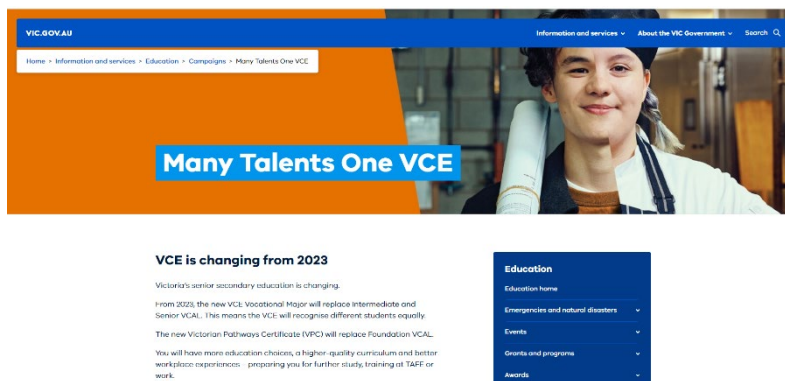 VIC.GOV.AU
Information and services
About the VIC Government
Search
Home > Information and services > Education > Campaigns > Many Talents One VCE
Many Talents One VCE
VCE is changing from 2023
Victoria's senior secondary education is changing.
From 2023, the new VCE Vocational Major will replace Intermediate and
Senior VCAL. This means the VCE will recognise different students equally.
The new Victorian Pathways Certificate (VPC) will replace Foundation VCAL.
You will have more education choices, a higher-quality curriculum and better
workplace experiences – preparing you for further study, training at TAFE or
work.
Education
Education home
Emergencies and natural disasters
Events
Grants and programs
Awards